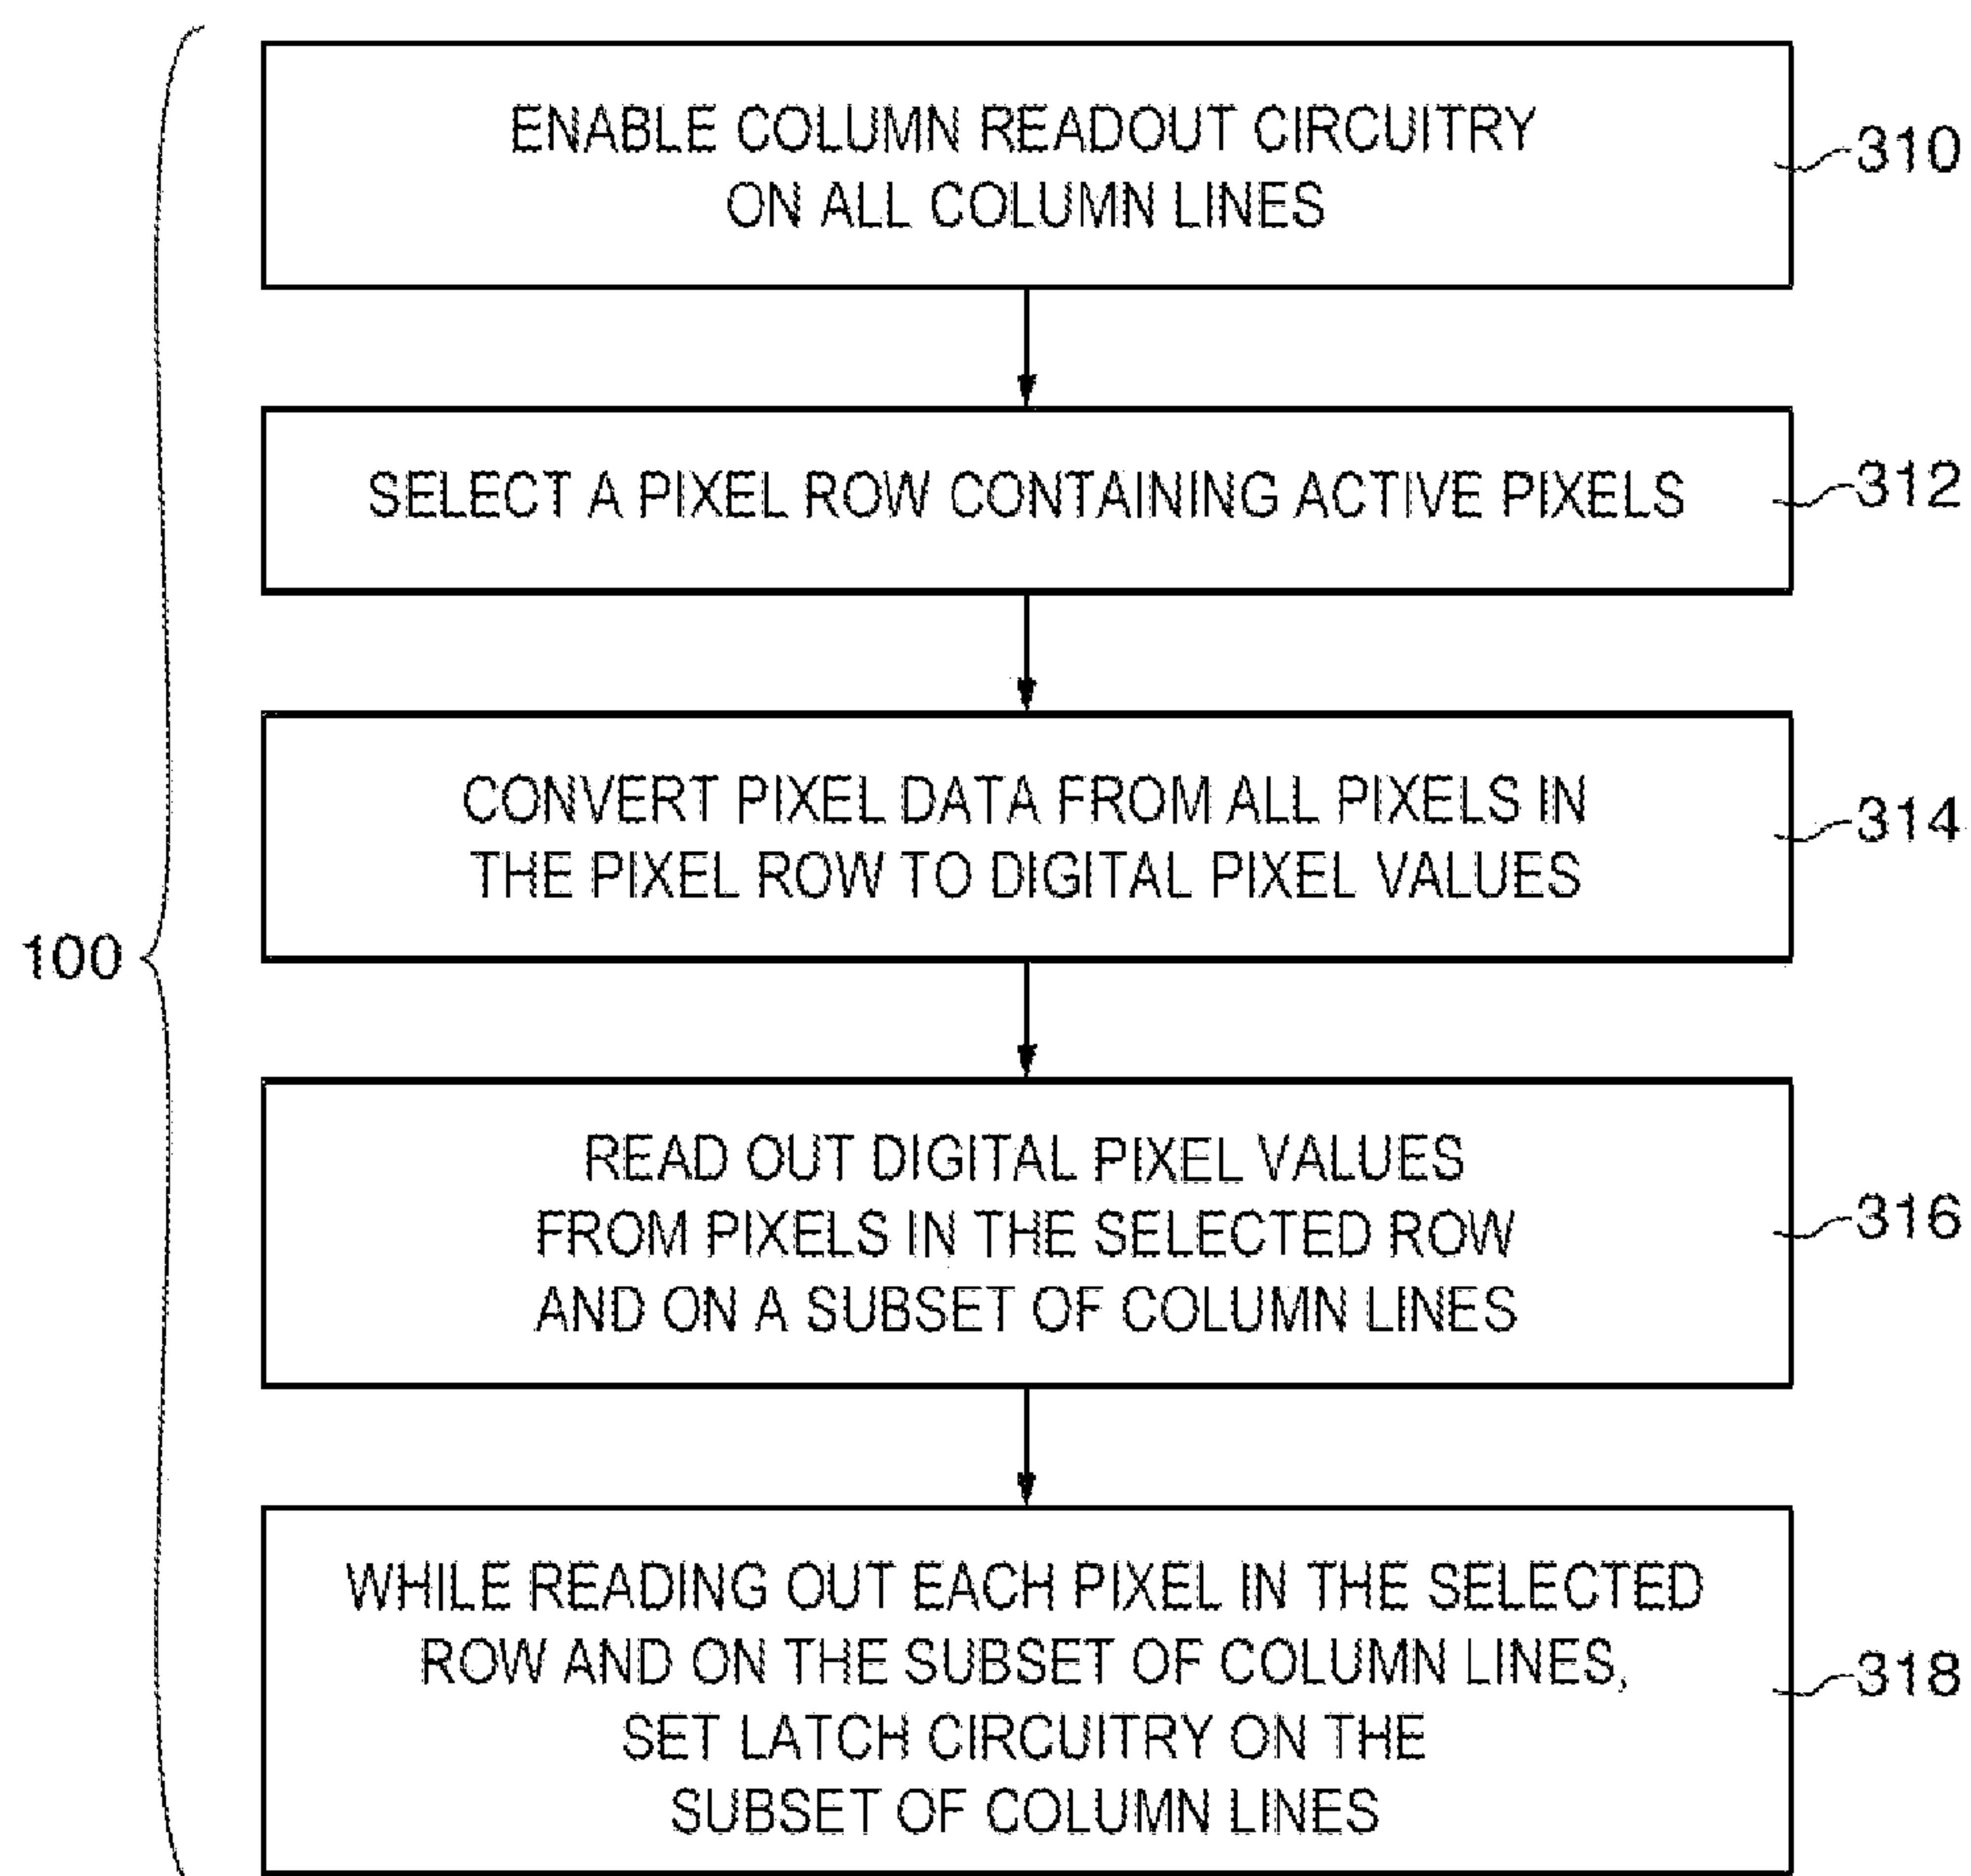 ENABLE COLUMN READOUT CIRCUITRY
ON ALL COLUMN LINES
310
SELECT A PIXEL ROW CONTAINING ACTIVE PIXELS
312
CONVERT PIXEL DATA FROM ALL PIXELS IN
THE PIXEL ROW TO DIGITAL PIXEL VALUES
314
100
READ OUT DIGITAL PIXEL VALUES
FROM PIXELS IN THE SELECTED ROW
AND ON A SUBSET OF COLUMN LINES
316
WHILE READING OUT EACH PIXEL IN THE SELECTED
ROW AND ON THE SUBSET OF COLUMN LINES,
SET LATCH CIRCUITRY ON THE
SUBSET OF COLUMN LINES
318